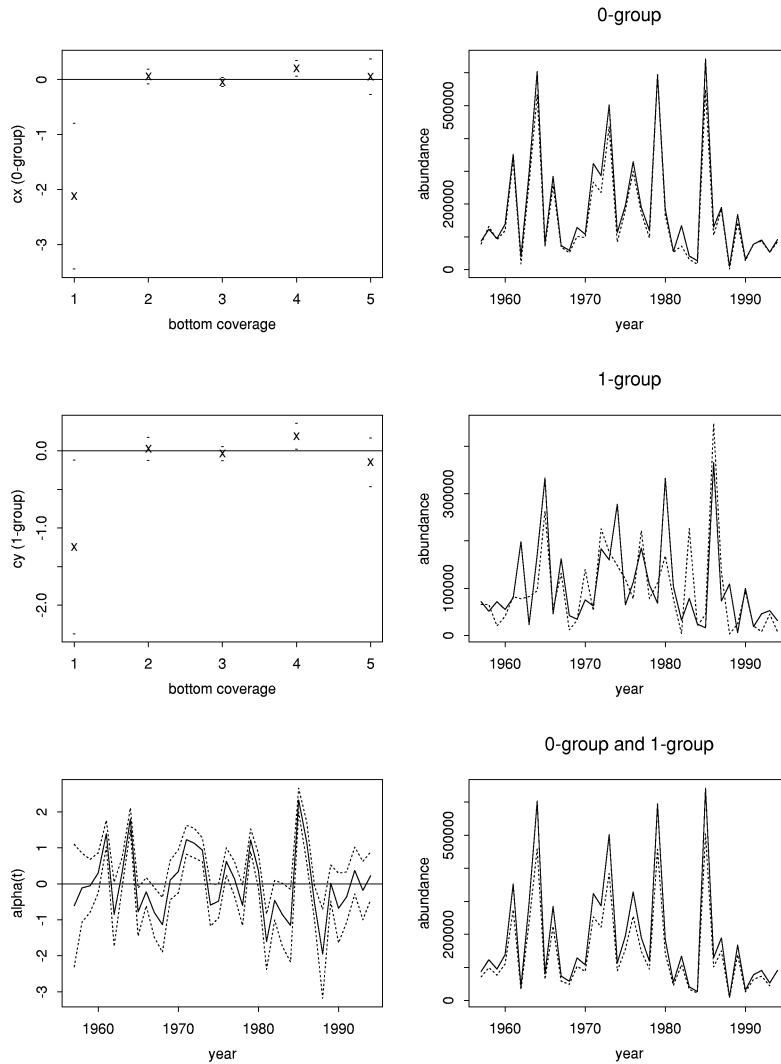 0-group
cx (0-group)
0
-1
-2
-3
1 2 3 4 5
bottom coverage
abundance
500000
200000
0
1960 1970 1980 1990
year
1-group
cy (1-group)
0.0
-1.0
-2.0
1 2 3 4 5
bottom coverage
abundance
300000
100000
0
1960 1970 1980 1990
year
0-group and 1-group
alpha(t)
2
1
0
-1
-2
-3
1960 1970 1980 1990
year
abundance
500000
200000
0
1960 1970 1980 1990
year